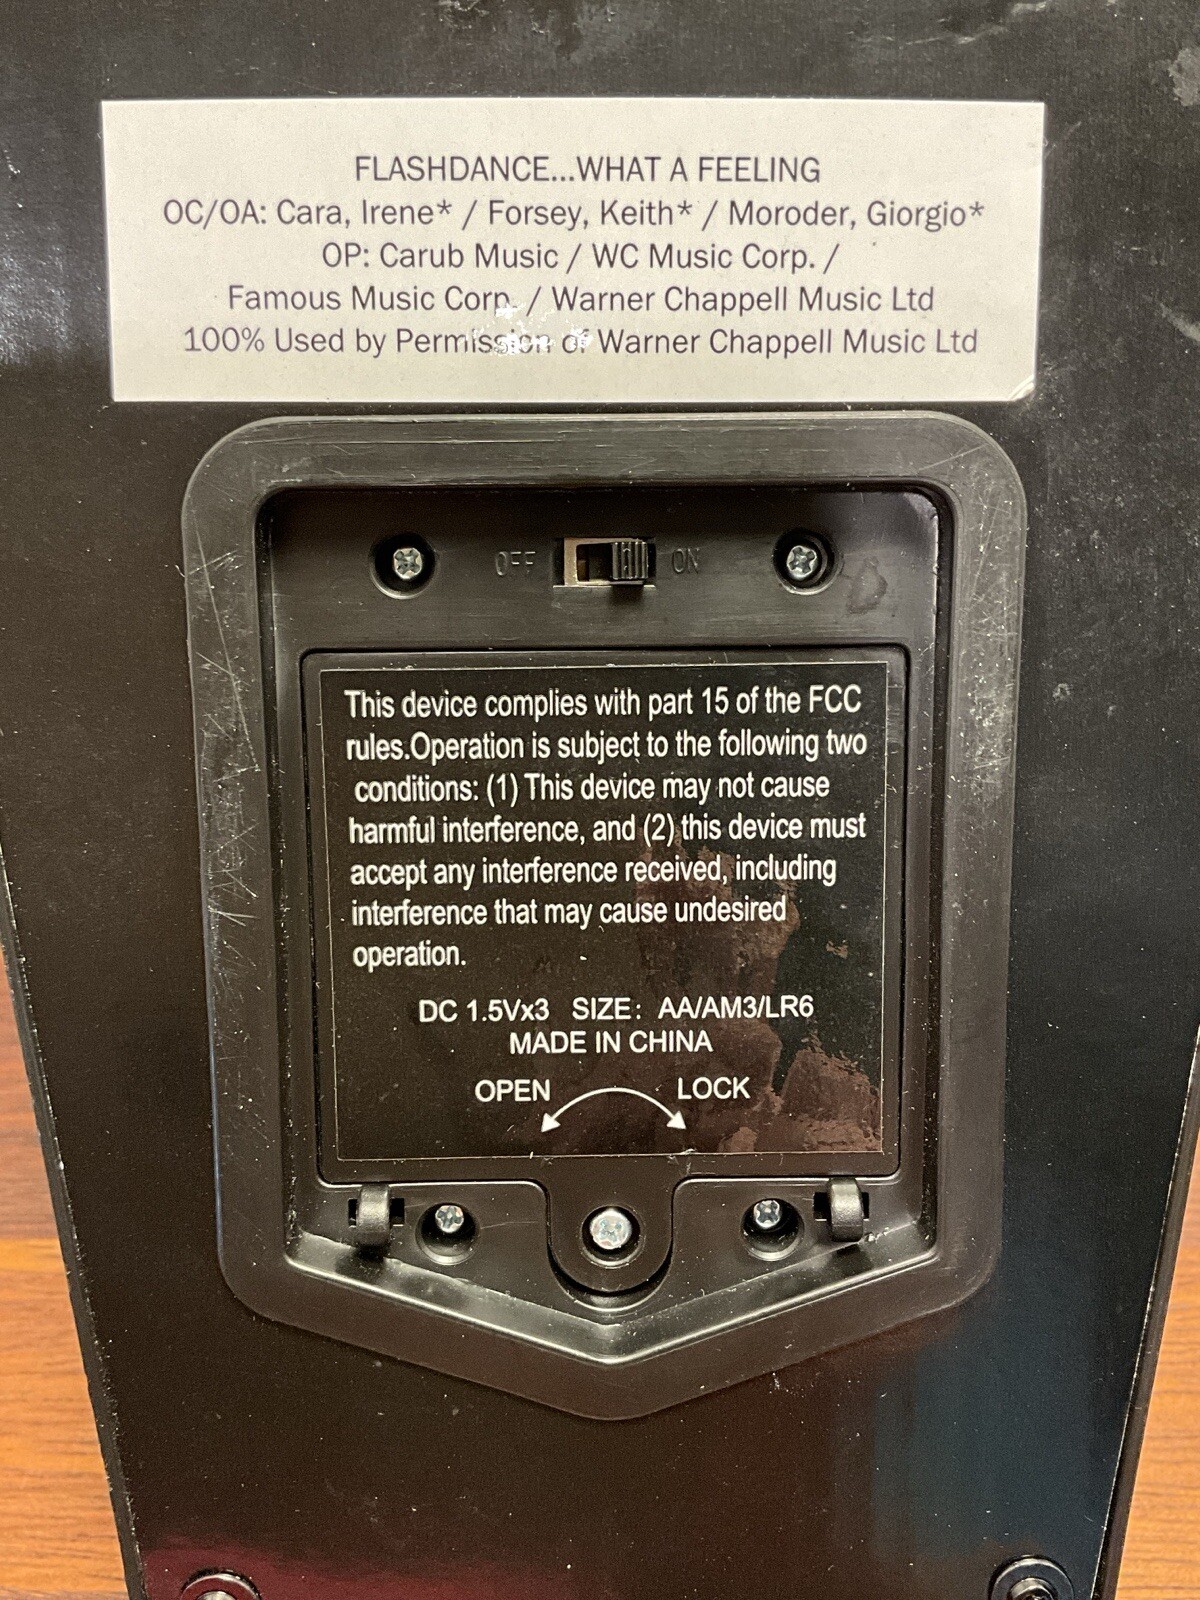 FLASHDANCE...WHAT A FEELING
OC/OA: Cara, Irene* / Forsey, Keith* / Moroder, Giorgio*
OP: Carub Music / WC Music Corp. /
Famous Music Corp. / Warner Chappell Music Ltd
100% Used by Permission of Warner Chappell Music Ltd
OFF ON
This device complies with part 15 of the FCC
rules.Operation is subject to the following two
conditions: (1) This device may not cause
harmful interference, and (2) this device must
accept any interference received, including
interference that may cause undesired
operation.
DC 1.5Vx3 SIZE: AA/AM3/LR6
MADE IN CHINA
OPEN LOCK